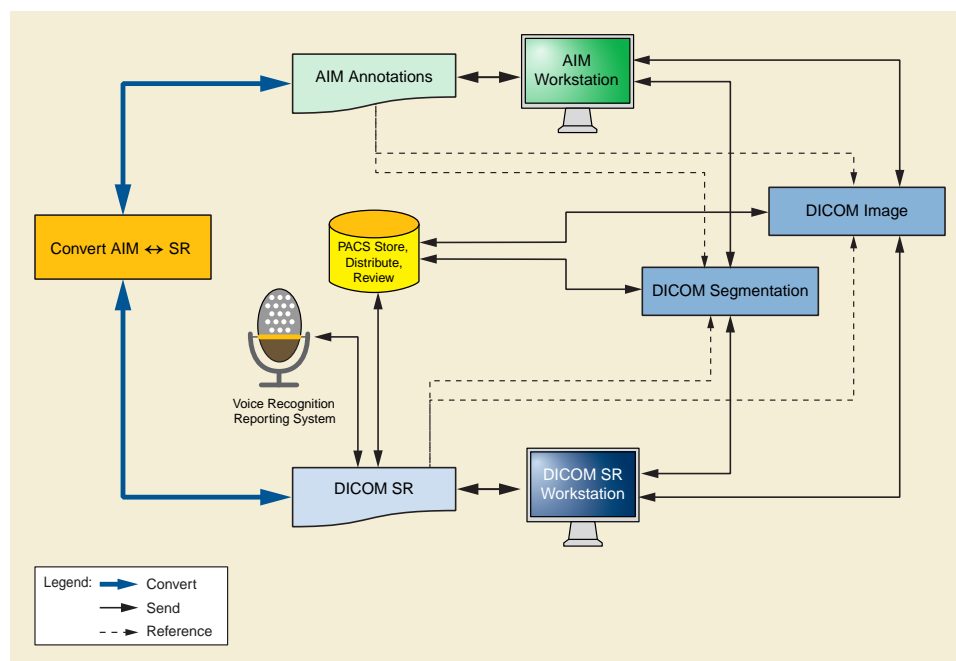 AIM Annotations
AIM
Workstation
DICOM Image
Convert AIM ↔ SR
PACS Store,
Distribute,
Review
DICOM Segmentation
Voice Recognition
Reporting System
DICOM SR
DICOM SR
Workstation
Legend:
Convert
Send
Reference